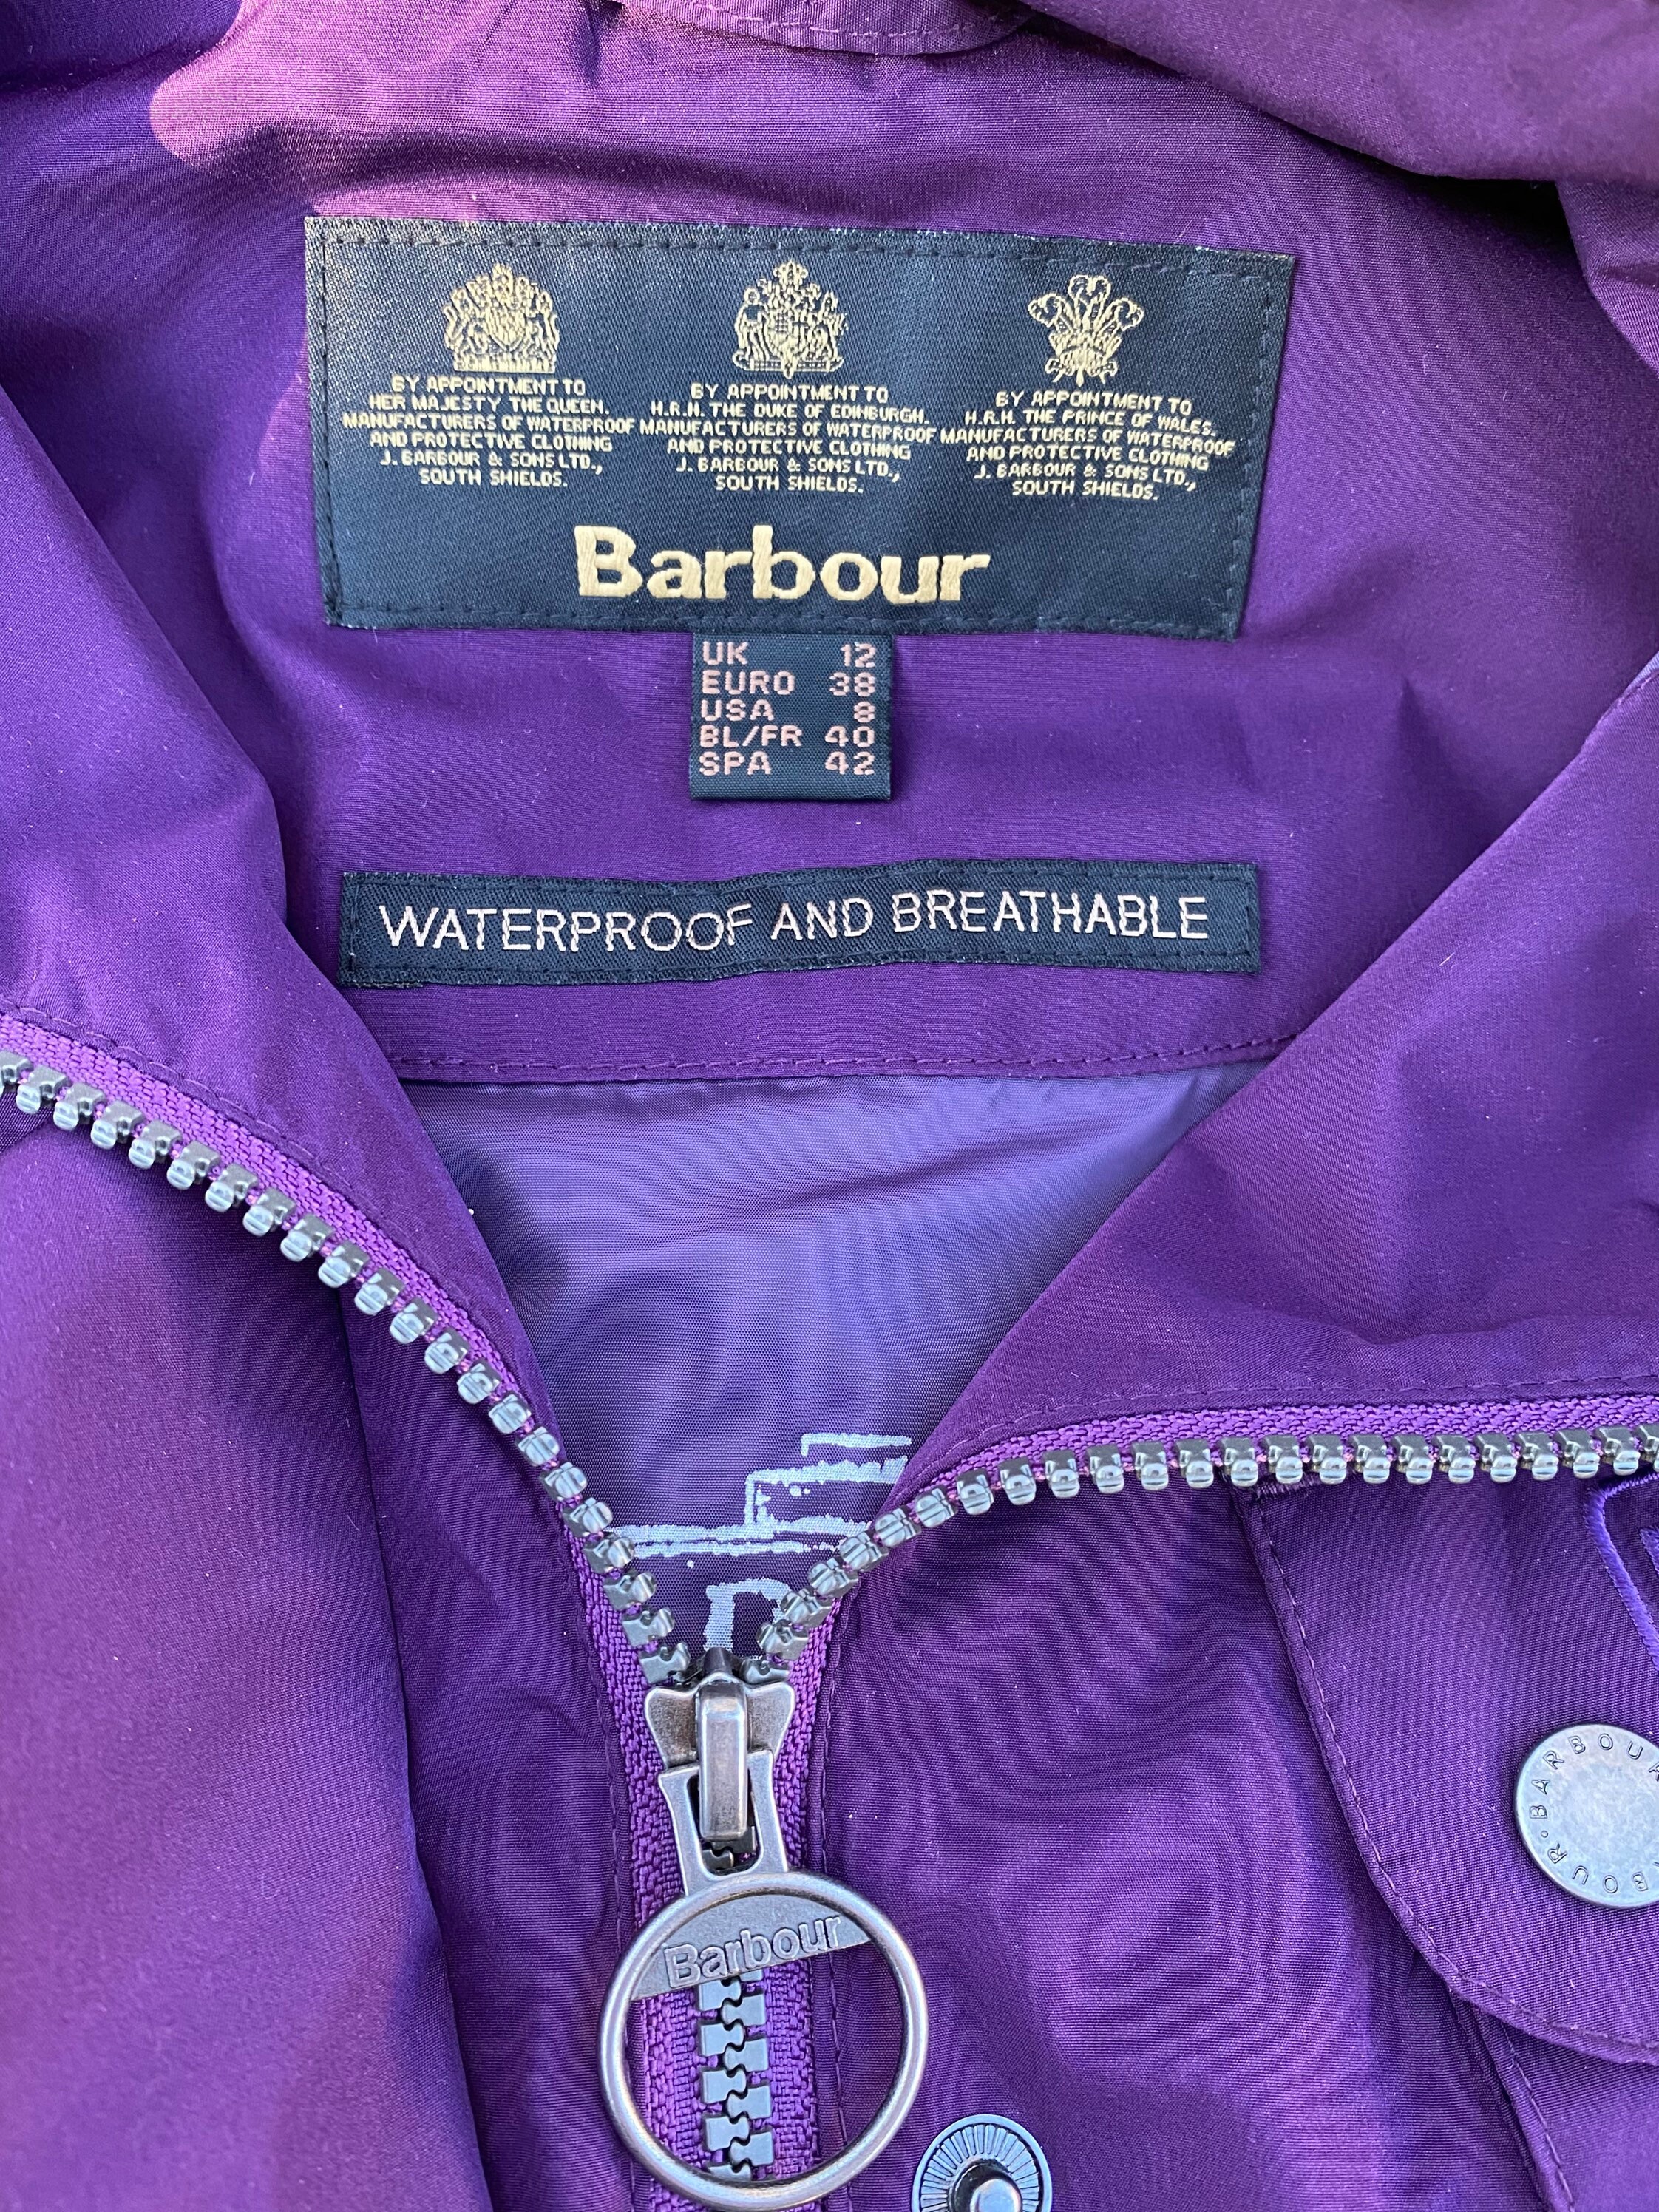 BY APPOINTMENT TO
HER MAJESTY THE QUEEN.
MANUFACTURERS OF WATERPROOF
AND PROTECTIVE CLOTHING
J. BARBOUR & SONS LTD.,
SOUTH SHIELDS.
BY APPOINTMENT TO
H.R.H. THE DUKE OF EDINBURGH.
MANUFACTURERS OF WATERPROOF
AND PROTECTIVE CLOTHING
J. BARBOUR & SONS LTD.,
SOUTH SHIELDS.
BY APPOINTMENT TO
H.R.H. THE PRINCE OF WALES.
MANUFACTURERS OF WATERPROOF
AND PROTECTIVE CLOTHING
J. BARBOUR & SONS LTD.,
SOUTH SHIELDS.
Barbour
UK 12
EURO 38
USA 8
BL/FR 40
SPA 42
WATERPROOF AND BREATHABLE
BARBOUR
Barbour